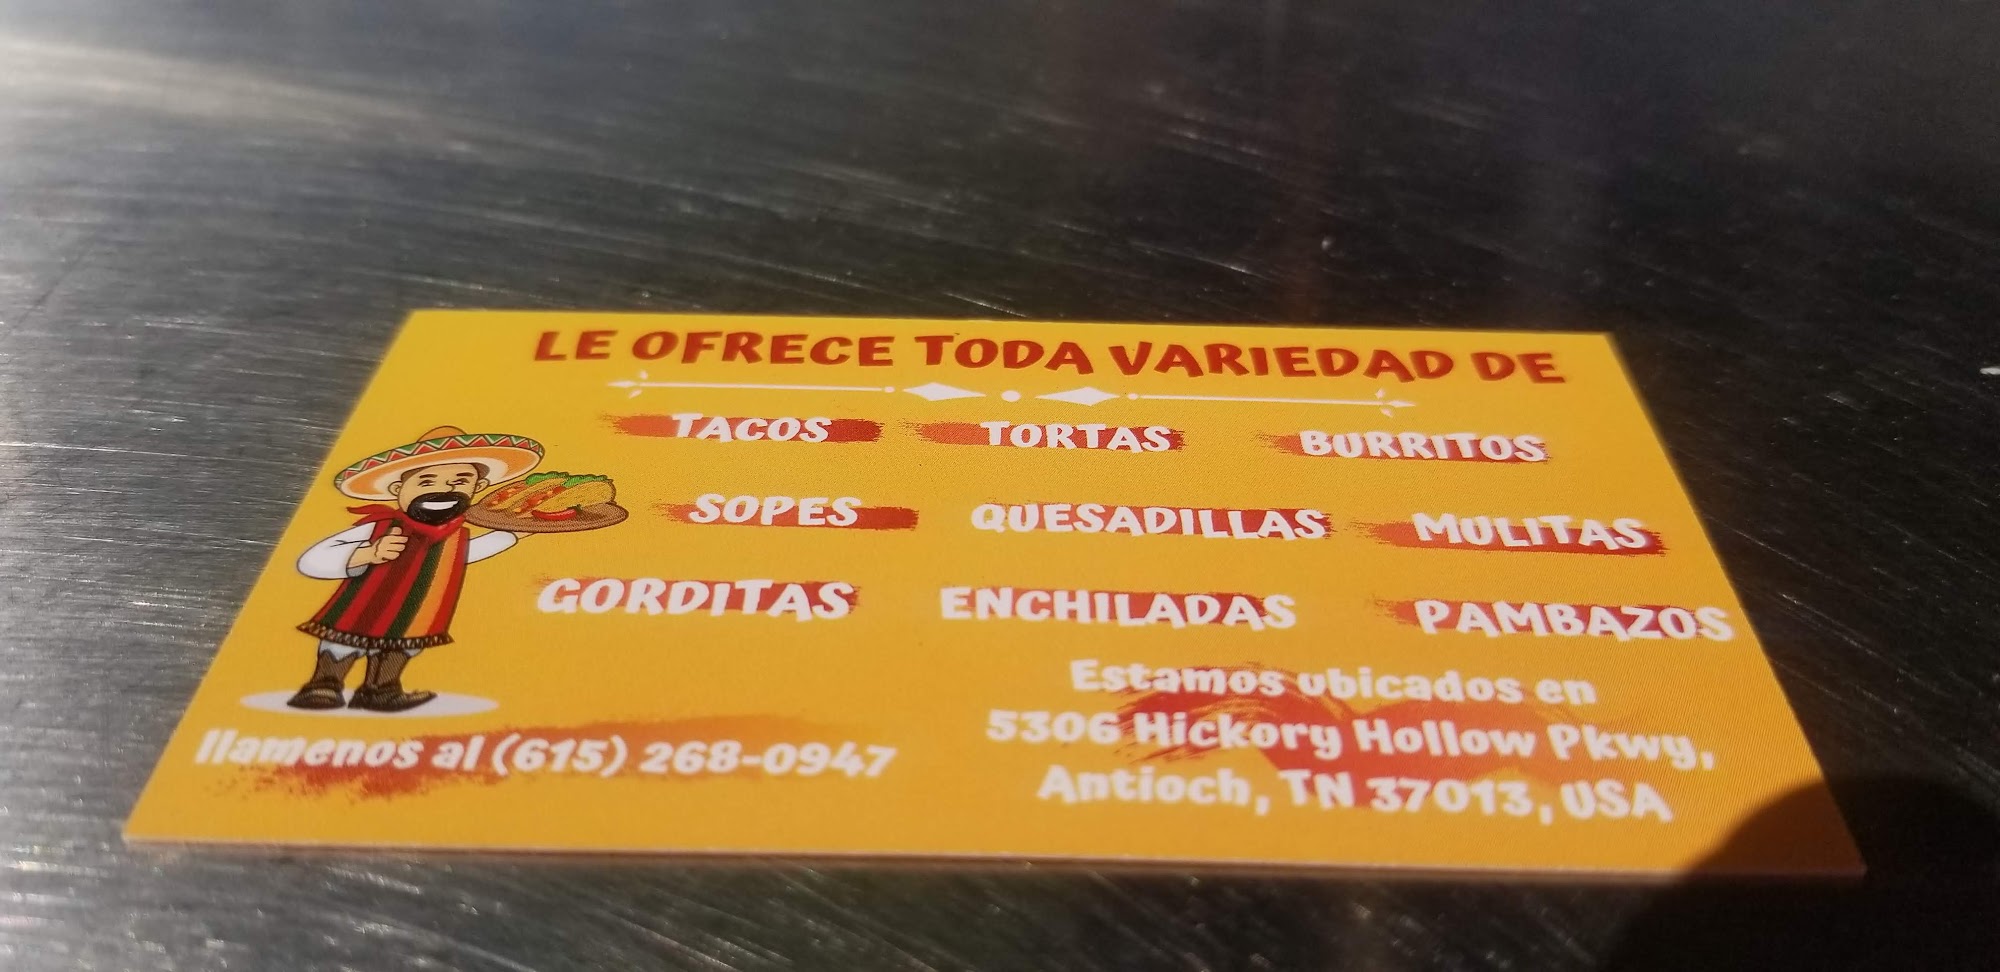 LE OFRECE TODA VARIEDAD DE
TACOS TORTAS BURRITOS
SOPES QUESADILLAS MULITAS
GORDITAS ENCHILADAS PAMBAZOS
llamenos al (615) 268-0947
Estamos ubicados en
5306 Hickory Hollow Pkwy,
Antioch, TN 37013, USA